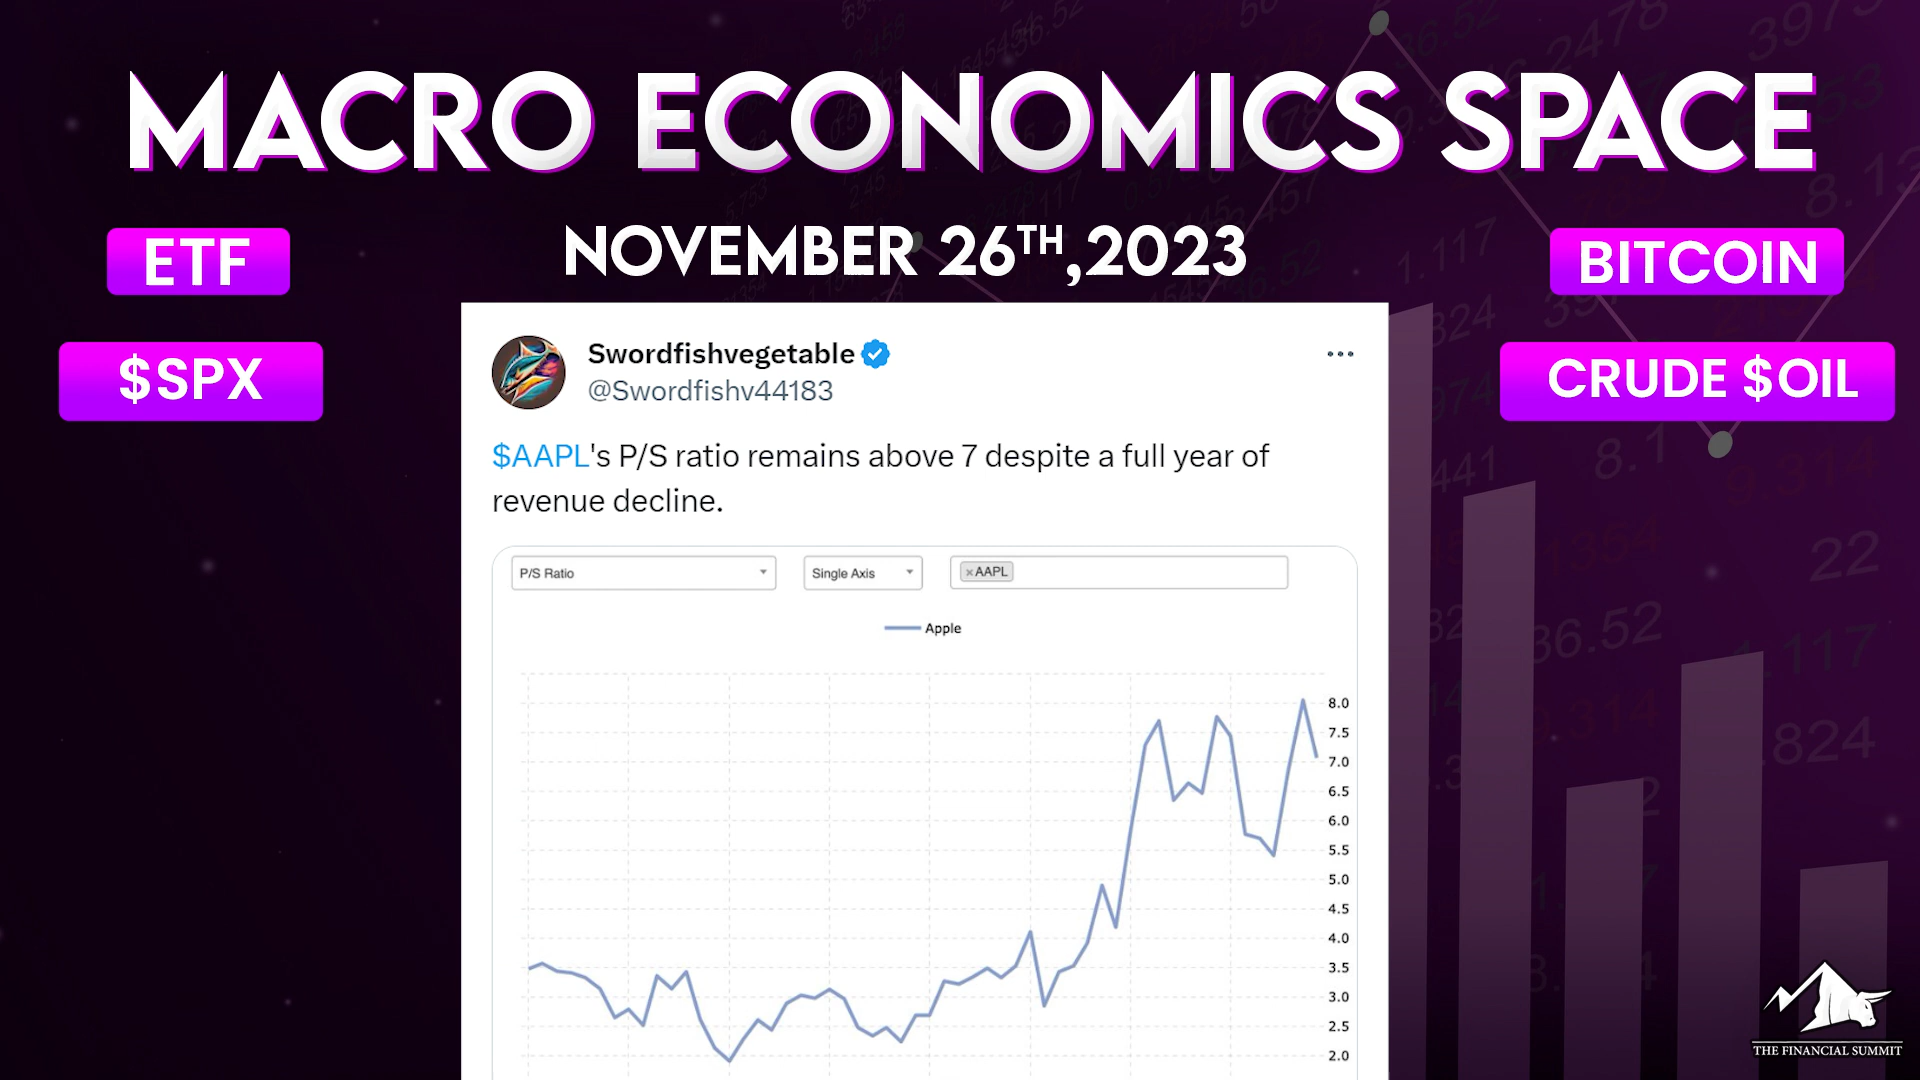 MACRO ECONOMICS SPACE
ETF
NOVEMBER 26TH,2023
BITCOIN
$SPX
CRUDE $OIL
Swordfishvegetable
@Swordfishv44183
$AAPL's P/S ratio remains above 7 despite a full year of
revenue decline.
P/S Ratio
Single Axis
×AAPL
Apple
8.0
7.5
7.0
6.5
6.0
5.5
5.0
4.5
4.0
3.5
3.0
2.5
2.0
THE FINANCIAL SUMMIT